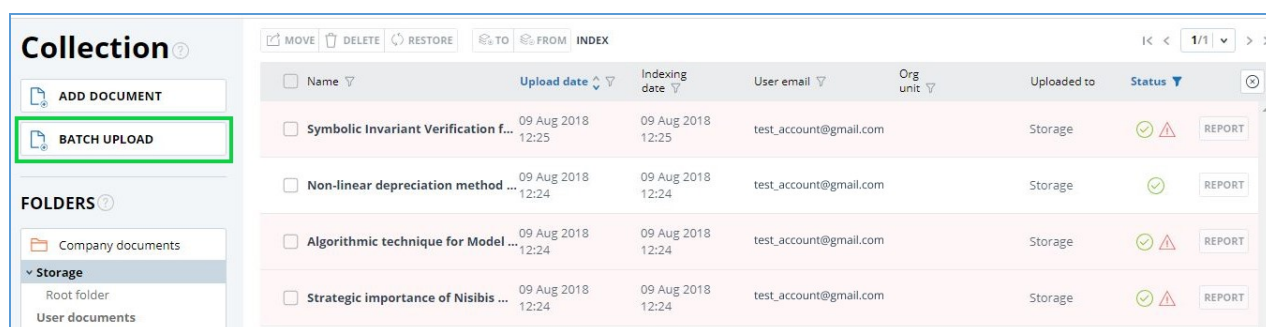 Collection
MOVE DELETE RESTORE TO FROM INDEX 1/1
ADD DOCUMENT
BATCH UPLOAD
FOLDERS
Company documents
Storage
Root folder
User documents
Name Upload date Indexing date User email Org unit Uploaded to Status
Symbolic Invariant Verification f... 09 Aug 2018 12:25 09 Aug 2018 12:25 test_account@gmail.com Storage REPORT
Non-linear depreciation method ... 09 Aug 2018 12:24 09 Aug 2018 12:24 test_account@gmail.com Storage REPORT
Algorithmic technique for Model ... 09 Aug 2018 12:24 09 Aug 2018 12:24 test_account@gmail.com Storage REPORT
Strategic importance of Nisibis ... 09 Aug 2018 12:24 09 Aug 2018 12:24 test_account@gmail.com Storage REPORT